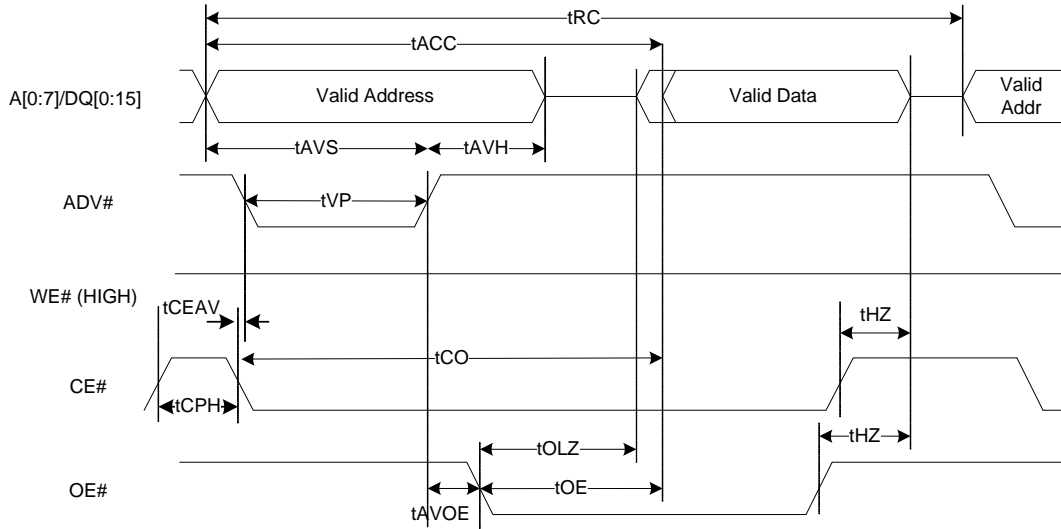 tRC
tACC
A[0:7]/DQ[0:15]
Valid Address
Valid Data
Valid
Addr
tAVS
tAVH
ADV#
tVP
WE# (HIGH)
tCEAV
tHZ
tCO
CE#
tCPH
tHZ
tOLZ
OE#
tOE
tAVOE